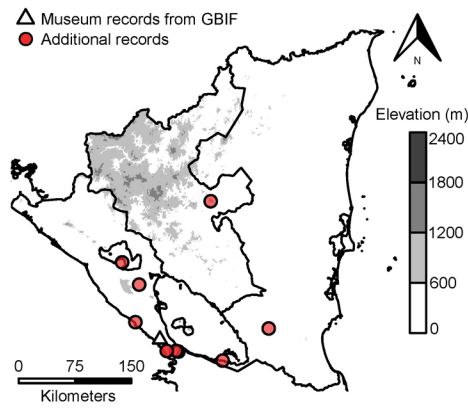 Museum records from GBIF
Additional records
N
Elevation (m)
2400
1800
1200
600
0
0 75 150
Kilometers